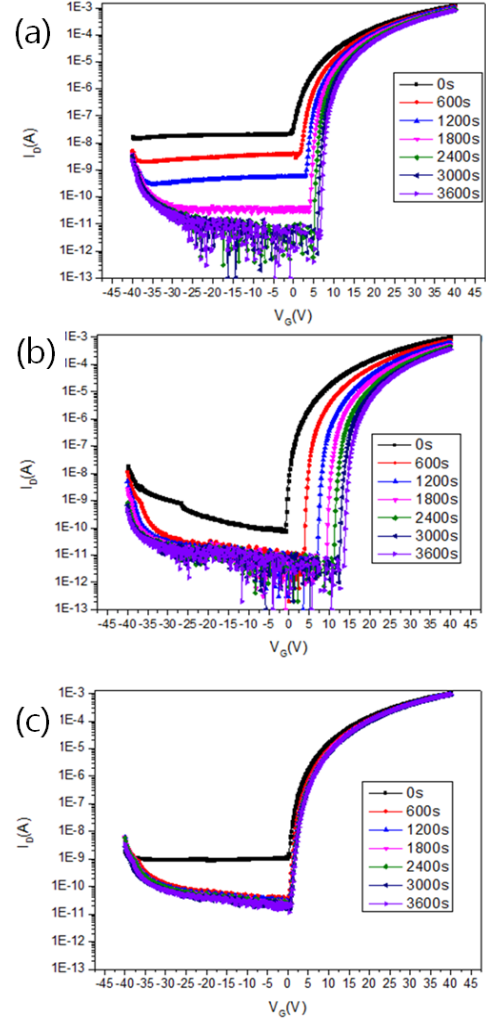 (a)
1E-3
1E-4
1E-5
1E-6
1E-7
1E-8
1E-9
1E-10
1E-11
1E-12
1E-13
I_D(A)
0s
600s
1200s
1800s
2400s
3000s
3600s
-45 -40 -35 -30 -25 -20 -15 -10 -5 0 5 10 15 20 25 30 35 40 45
V_G(V)
(b)
1E-3
1E-4
1E-5
1E-6
1E-7
1E-8
1E-9
1E-10
1E-11
1E-12
1E-13
I_D(A)
0s
600s
1200s
1800s
2400s
3000s
3600s
-45 -40 -35 -30 -25 -20 -15 -10 -5 0 5 10 15 20 25 30 35 40 45
V_G(V)
(c)
1E-3
1E-4
1E-5
1E-6
1E-7
1E-8
1E-9
1E-10
1E-11
1E-12
1E-13
I_D(A)
0s
600s
1200s
1800s
2400s
3000s
3600s
-45 -40 -35 -30 -25 -20 -15 -10 -5 0 5 10 15 20 25 30 35 40 45
V_G(V)